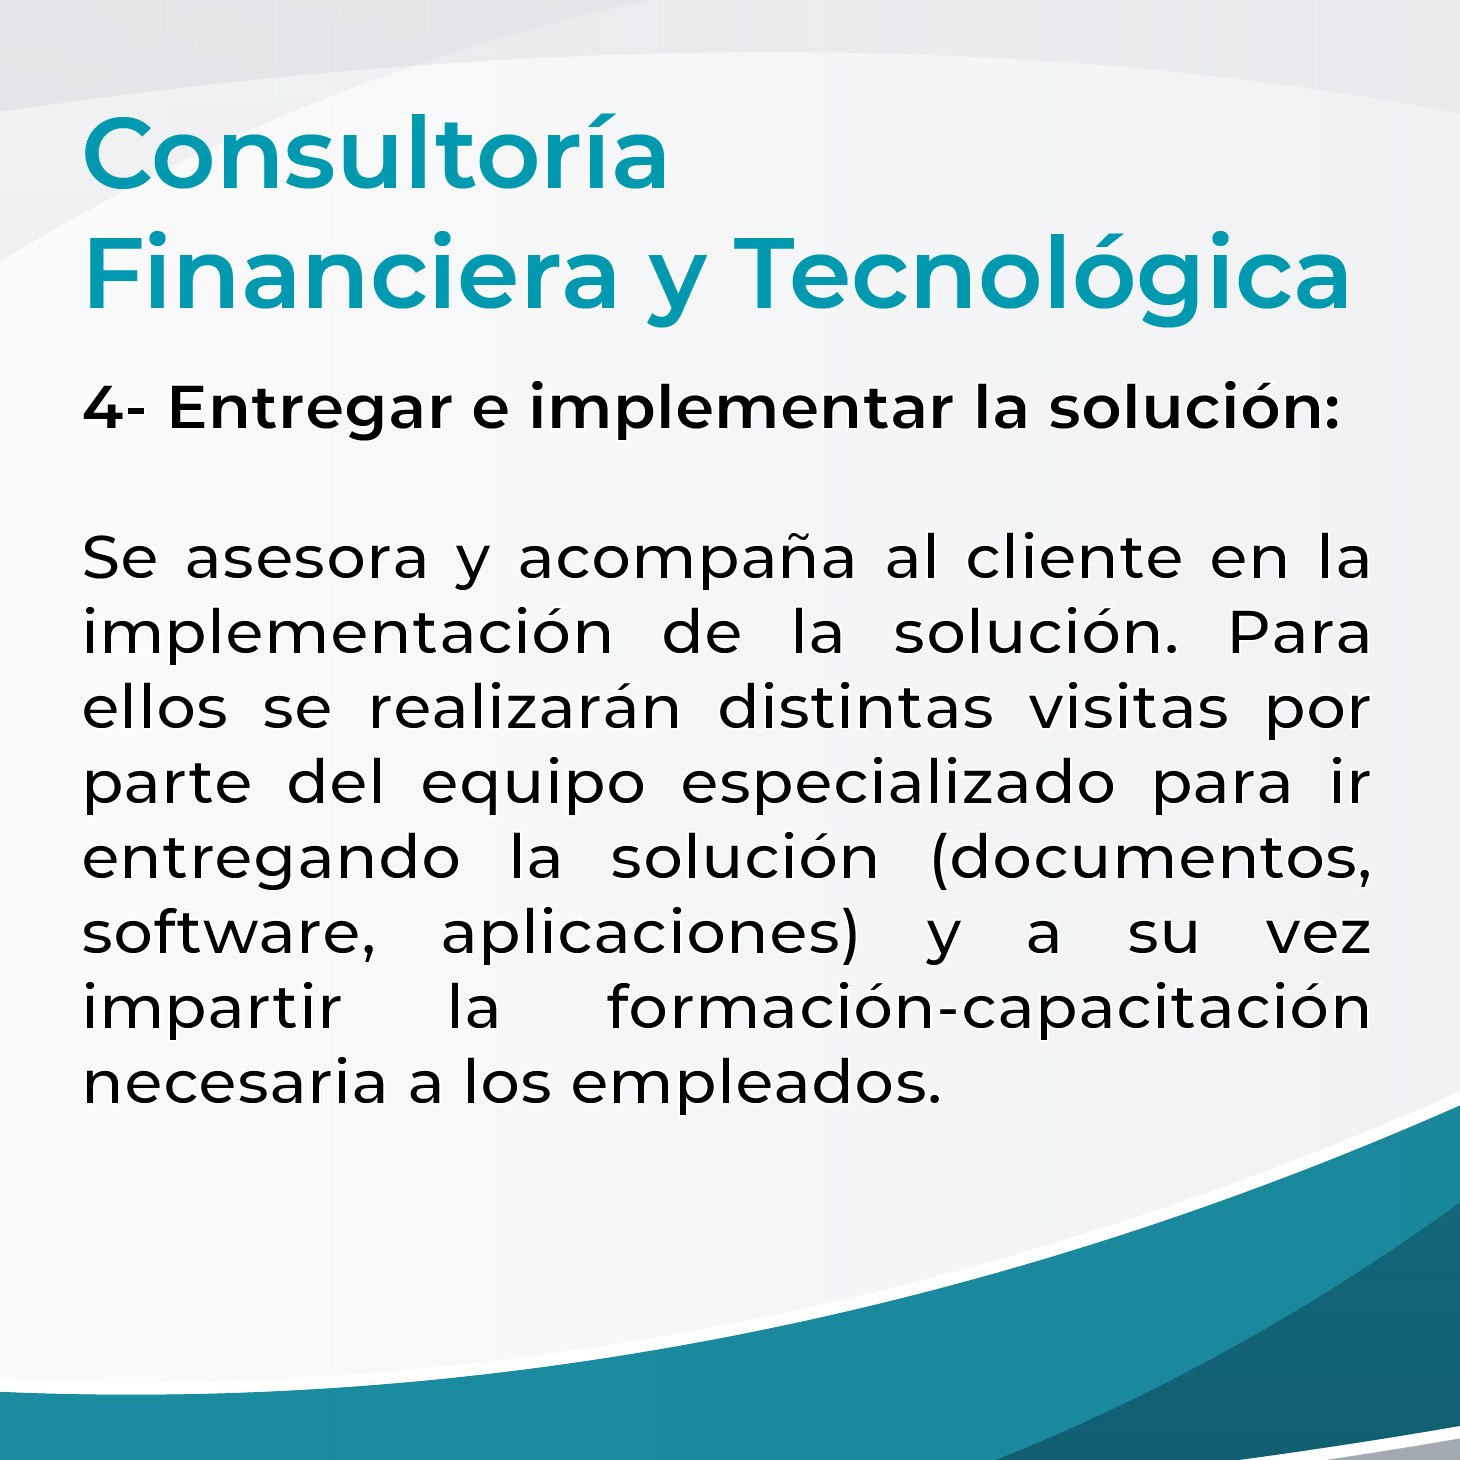 Consultoría
Financiera y Tecnológica
4- Entregar e implementar la solución:
Se asesora y acompaña al cliente en la
implementación de la solución. Para
ellos se realizarán distintas visitas por
parte del equipo especializado para ir
entregando la solución (documentos,
software, aplicaciones) y a su vez
impartir la formación-capacitación
necesaria a los empleados.